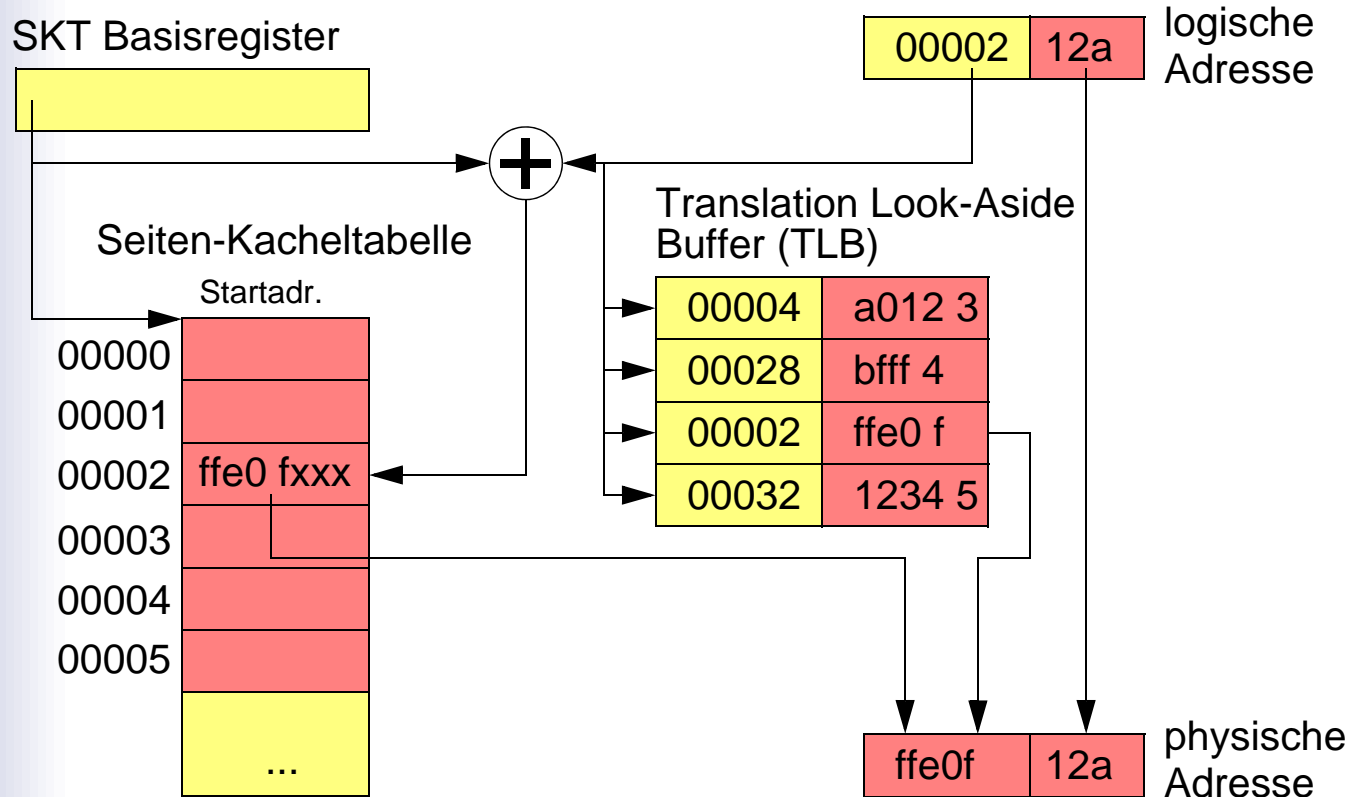 SKT Basisregister
00002 12a
logische
Adresse
Translation Look-Aside
Buffer (TLB)
Seiten-Kacheltabelle
Startadr.
00004 a012 3
00028 bfff 4
00002 ffe0 f
00032 1234 5
00000
00001
00002 ffe0 fxxx
00003
00004
00005
...
ffe0f 12a
physische
Adresse